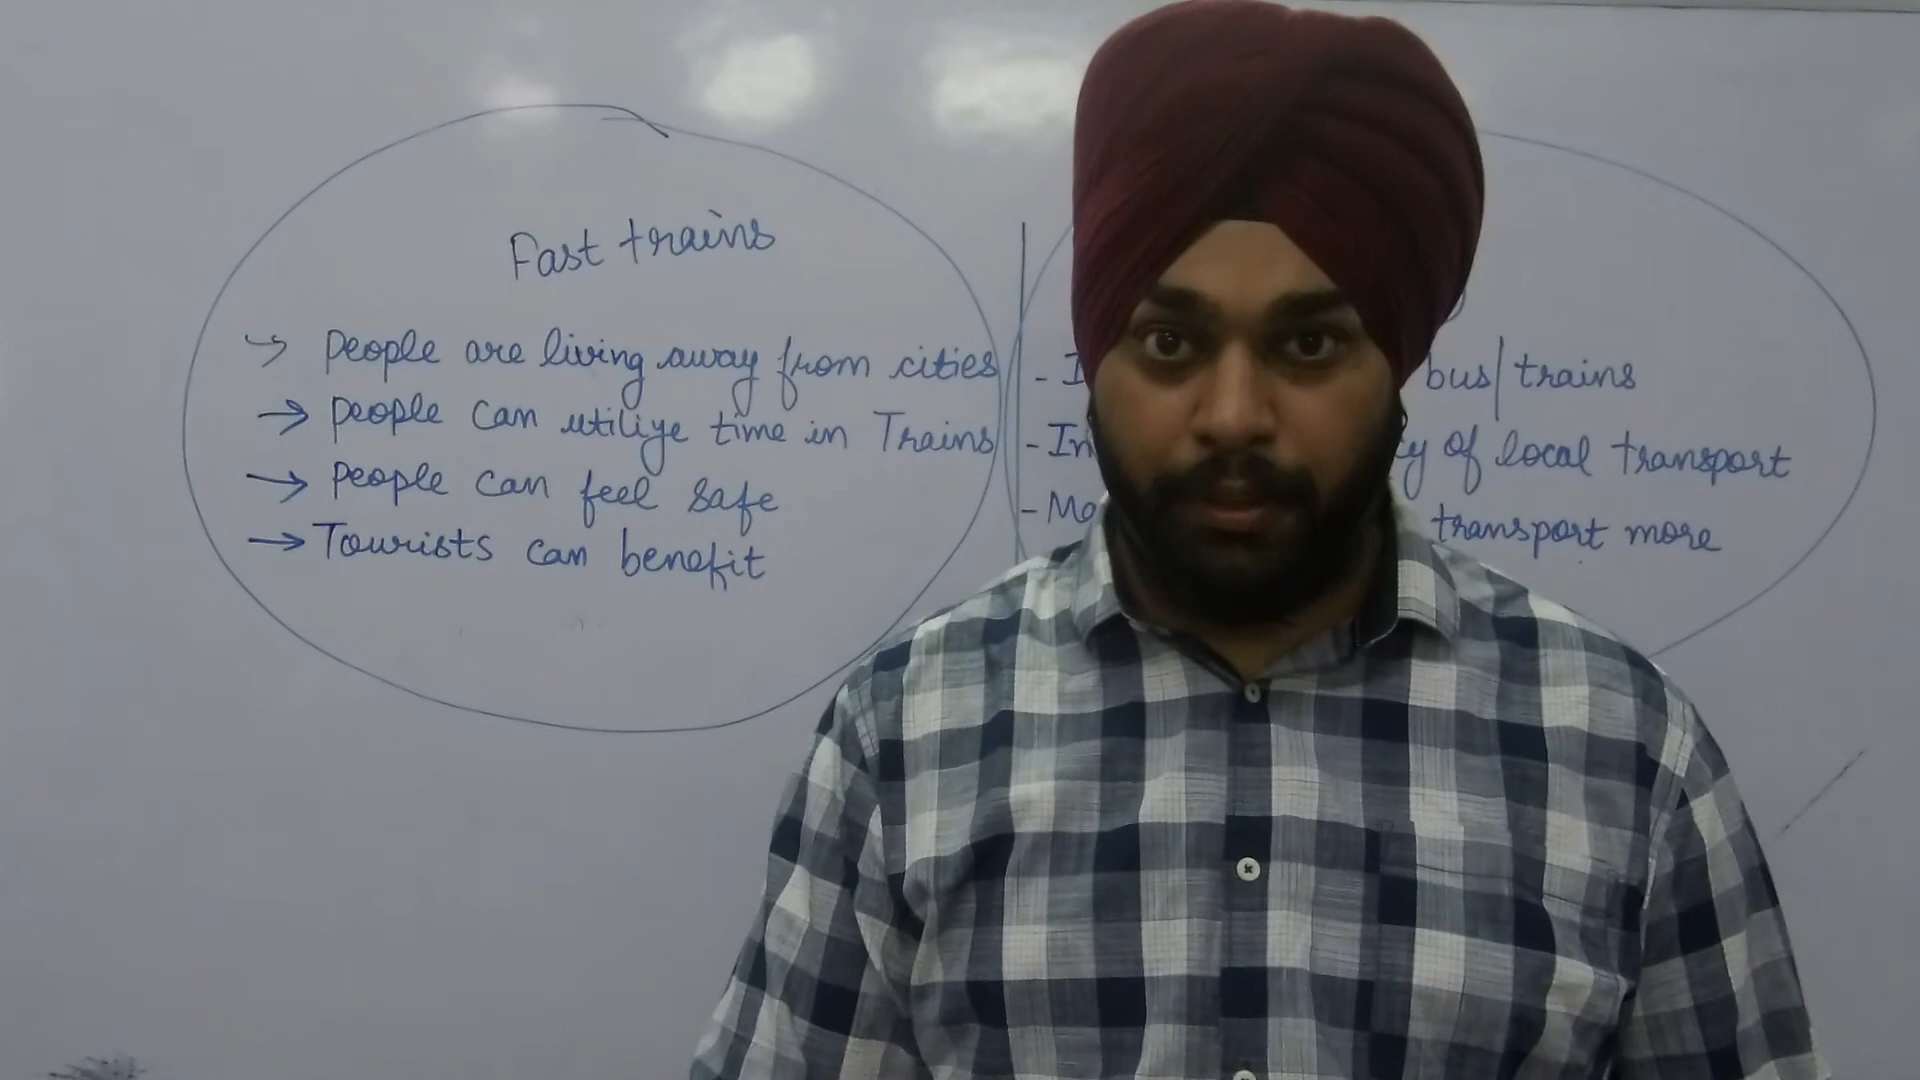 Fast trains
People are living away from cities
People can utilize time in Trains
People can feel safe
Tourists can benefit
- bus/trains
- of local transport
- transport more